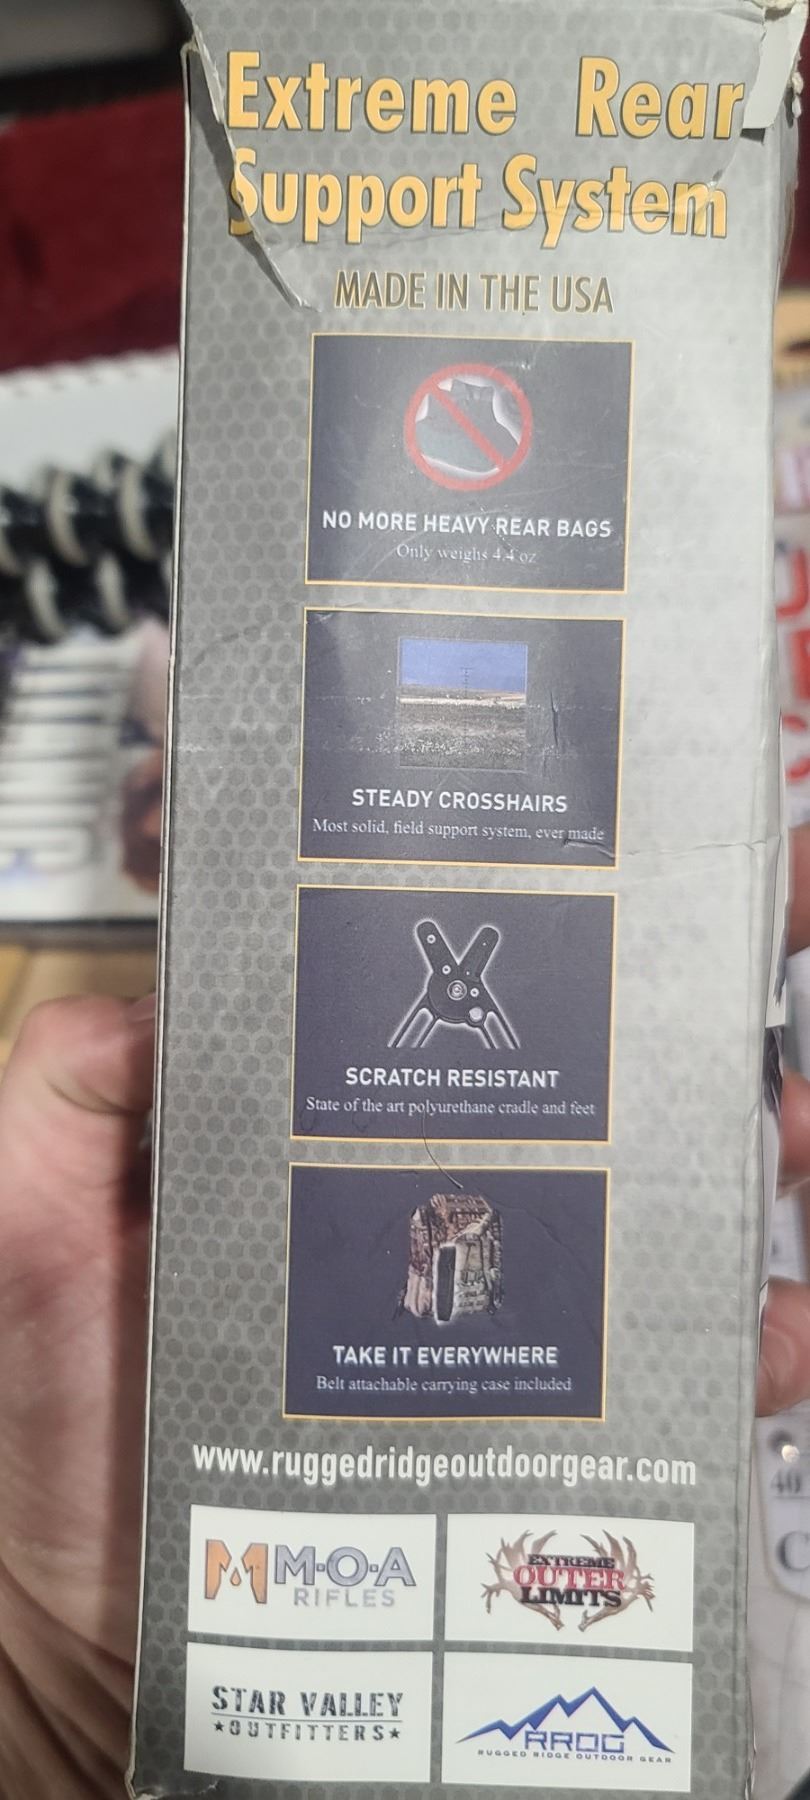 Extreme Rear
Support System
MADE IN THE USA
NO MORE HEAVY REAR BAGS
Only weighs 4.4 oz
STEADY CROSSHAIRS
Most solid, field support system, ever made
SCRATCH RESISTANT
State of the art polyurethane cradle and feet
TAKE IT EVERYWHERE
Belt attachable carrying case included
www.ruggedridgeoutdoorgear.com
M M·O·A
RIFLES
EXTREME
OUTER
LIMITS
STAR VALLEY
★OUTFITTERS★
RROG
RUGGED RIDGE OUTDOOR GEAR
40
C